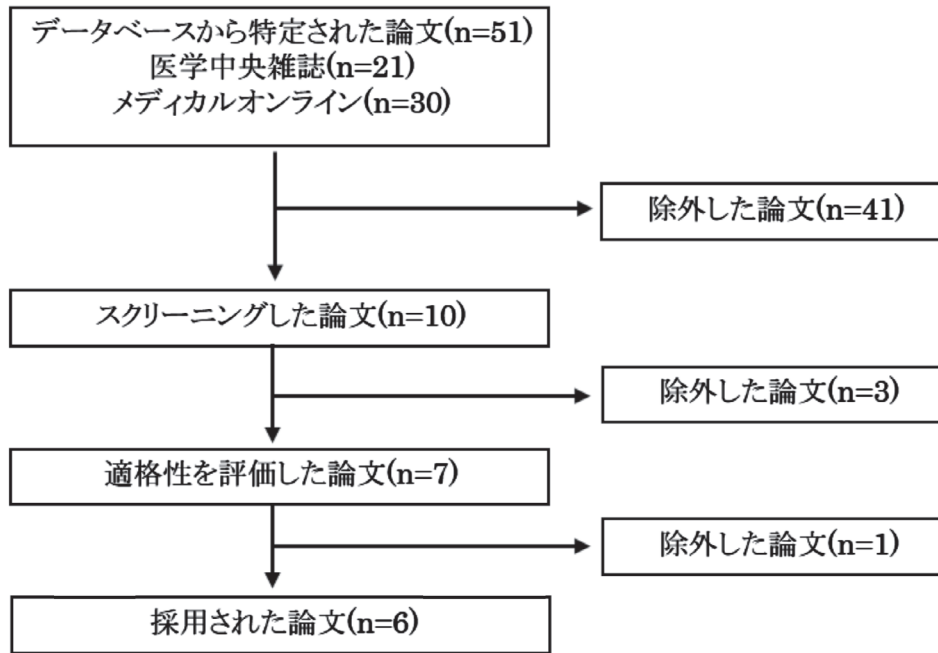 データベースから特定された論文(n=51)
医学中央雑誌(n=21)
メディカルオンライン(n=30)
除外した論文(n=41)
スクリーニングした論文(n=10)
除外した論文(n=3)
適格性を評価した論文(n=7)
除外した論文(n=1)
採用された論文(n=6)